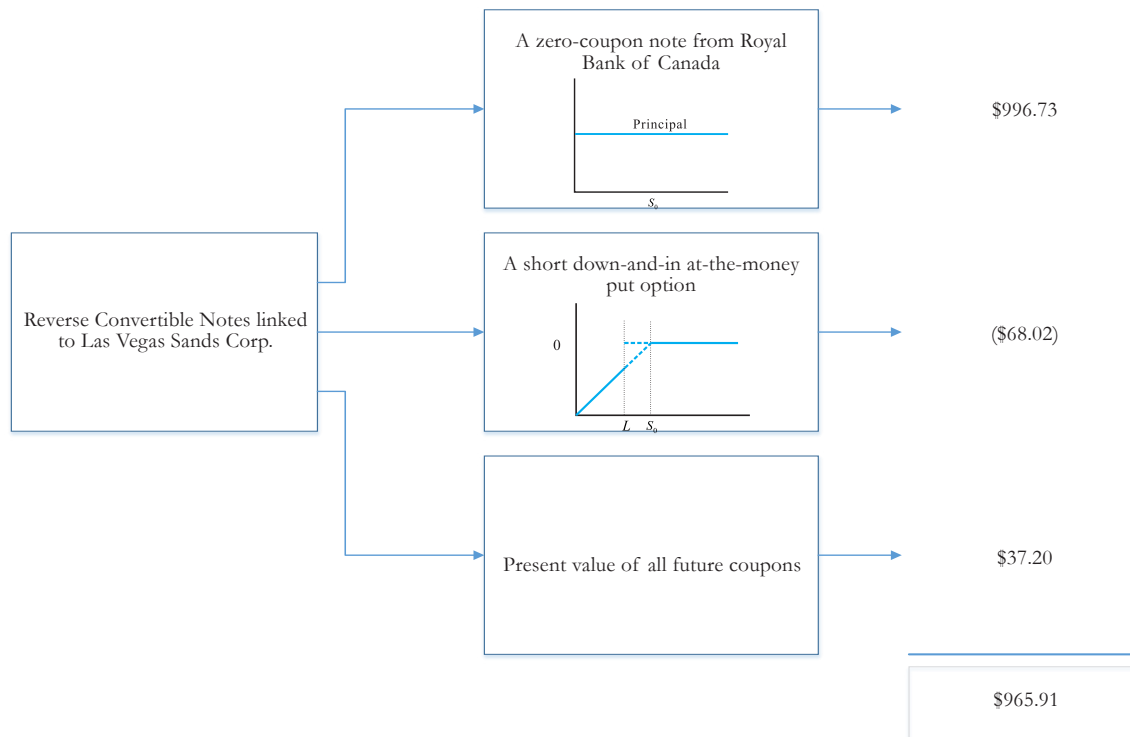 A zero-coupon note from Royal
Bank of Canada
Principal
S₀
$996.73
Reverse Convertible Notes linked
to Las Vegas Sands Corp.
A short down-and-in at-the-money
put option
0
L
S₀
($68.02)
Present value of all future coupons
$37.20
$965.91